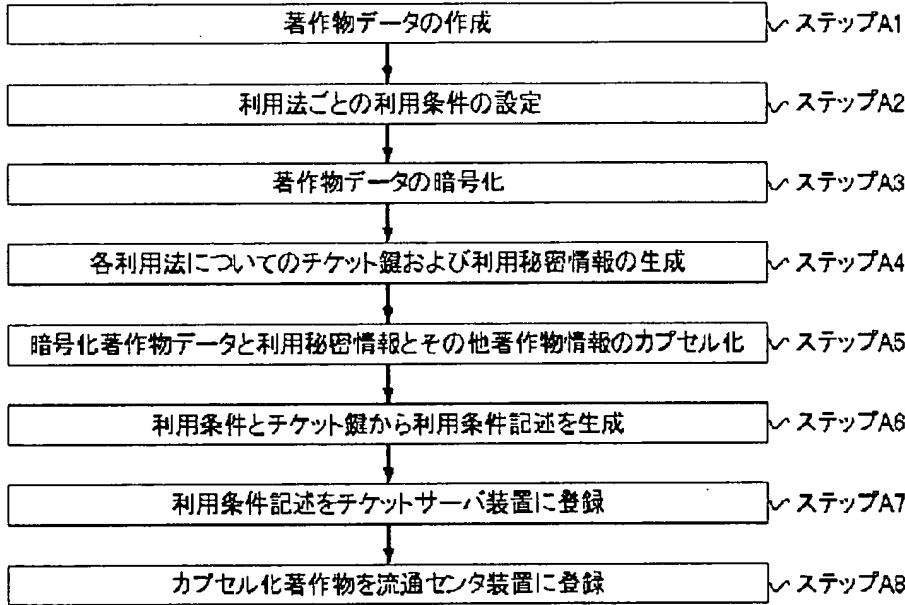 著作物データの作成 ステップA1
利用法ごとの利用条件の設定 ステップA2
著作物データの暗号化 ステップA3
各利用法についてのチケット鍵および利用秘密情報の生成 ステップA4
暗号化著作物データと利用秘密情報とその他著作物情報のカプセル化 ステップA5
利用条件とチケット鍵から利用条件記述を生成 ステップA6
利用条件記述をチケットサーバ装置に登録 ステップA7
カプセル化著作物を流通センタ装置に登録 ステップA8